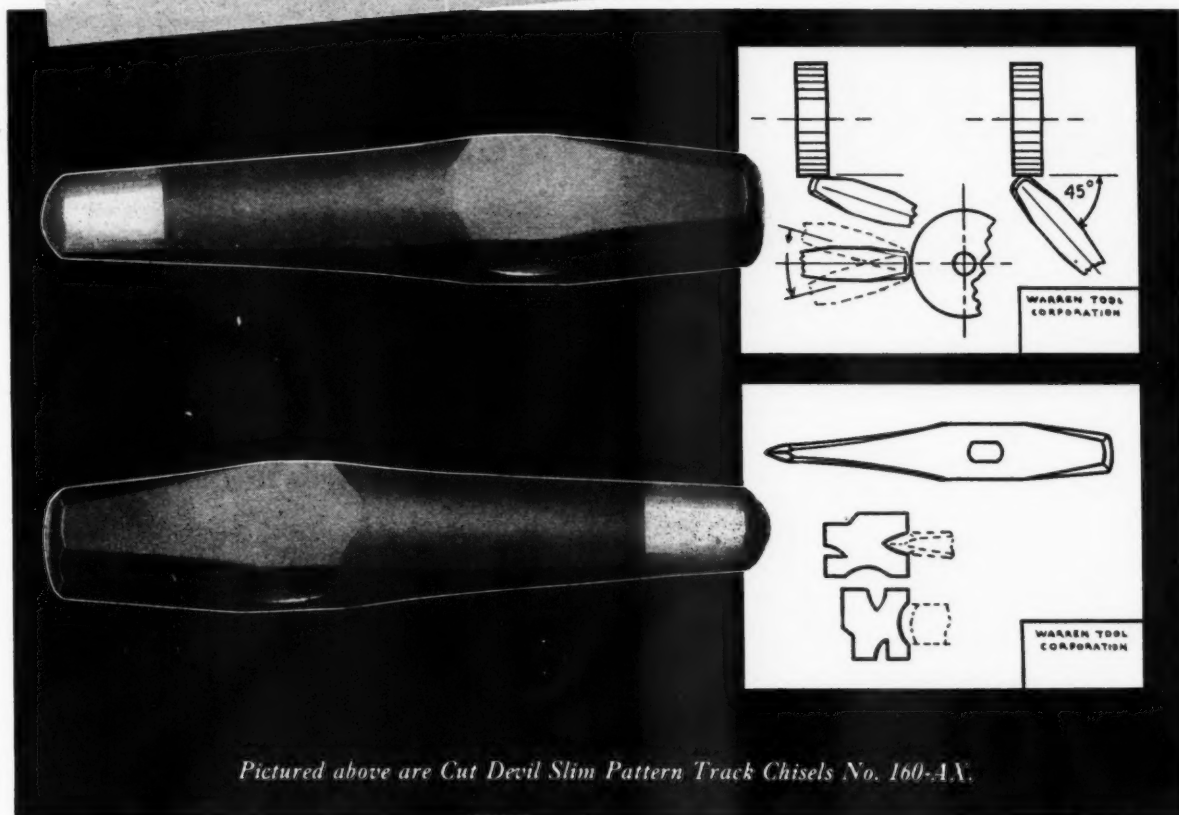 45°
WARREN TOOL
CORPORATION
WARREN TOOL
CORPORATION
Pictured above are Cut Devil Slim Pattern Track Chisels No. 160-AX.